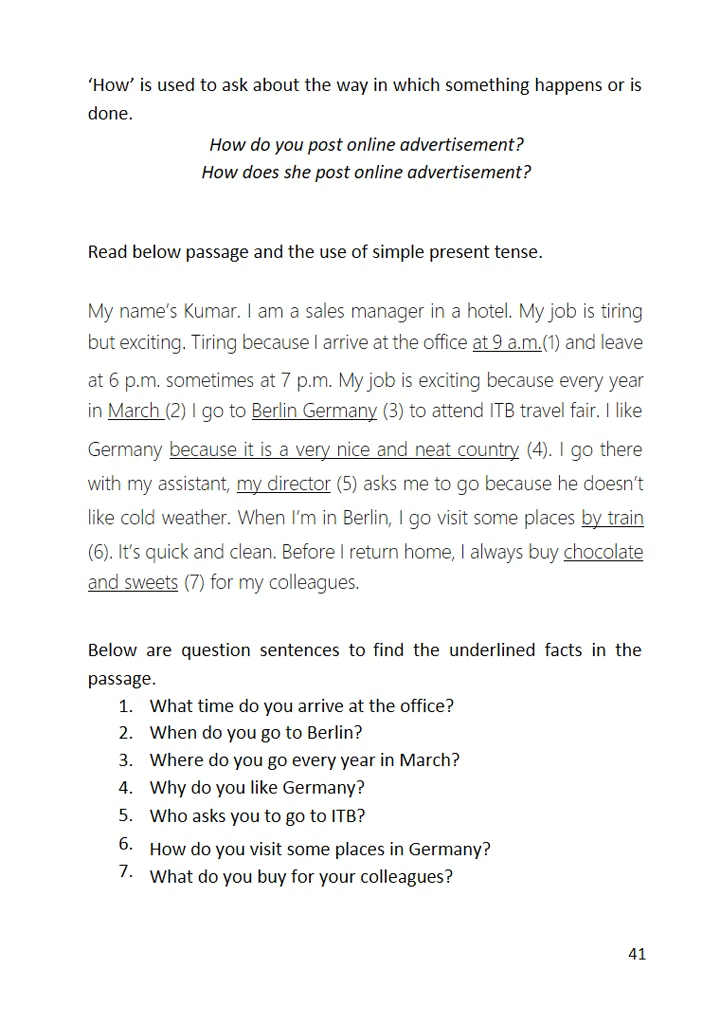 ‘How’ is used to ask about the way in which something happens or is
done.
How do you post online advertisement?
How does she post online advertisement?
Read below passage and the use of simple present tense.
My name’s Kumar. I am a sales manager in a hotel. My job is tiring
but exciting. Tiring because I arrive at the office at 9 a.m.(1) and leave
at 6 p.m. sometimes at 7 p.m. My job is exciting because every year
in March (2) I go to Berlin Germany (3) to attend ITB travel fair. I like
Germany because it is a very nice and neat country (4). I go there
with my assistant, my director (5) asks me to go because he doesn’t
like cold weather. When I’m in Berlin, I go visit some places by train
(6). It’s quick and clean. Before I return home, I always buy chocolate
and sweets (7) for my colleagues.
Below are question sentences to find the underlined facts in the
passage.
1. What time do you arrive at the office?
2. When do you go to Berlin?
3. Where do you go every year in March?
4. Why do you like Germany?
5. Who asks you to go to ITB?
6. How do you visit some places in Germany?
7. What do you buy for your colleagues?
41